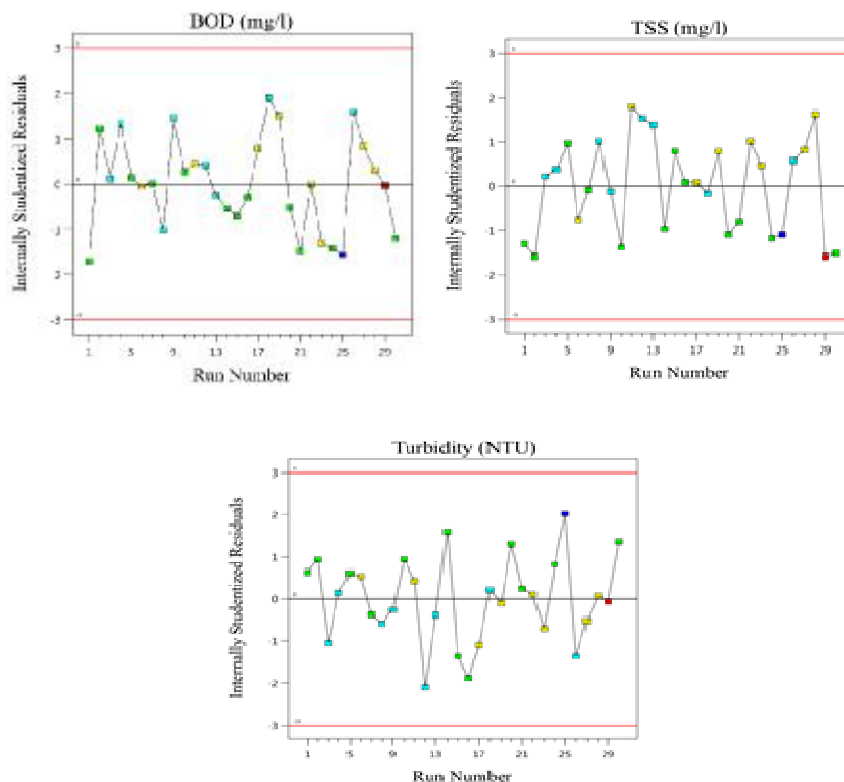 BOD (mg/l)
Internally Studentized Residuals
3
2
0
-3
1 5 9 13 17 21 25 29
Run Number
TSS (mg/l)
Internally Studentized Residuals
3
2
1
0
-1
-2
-3
1 5 9 13 17 21 25 29
Run Number
Turbidity (NTU)
Internally Studentized Residuals
3
2
1
0
-1
-2
-3
1 5 9 13 17 21 25 29
Run Number